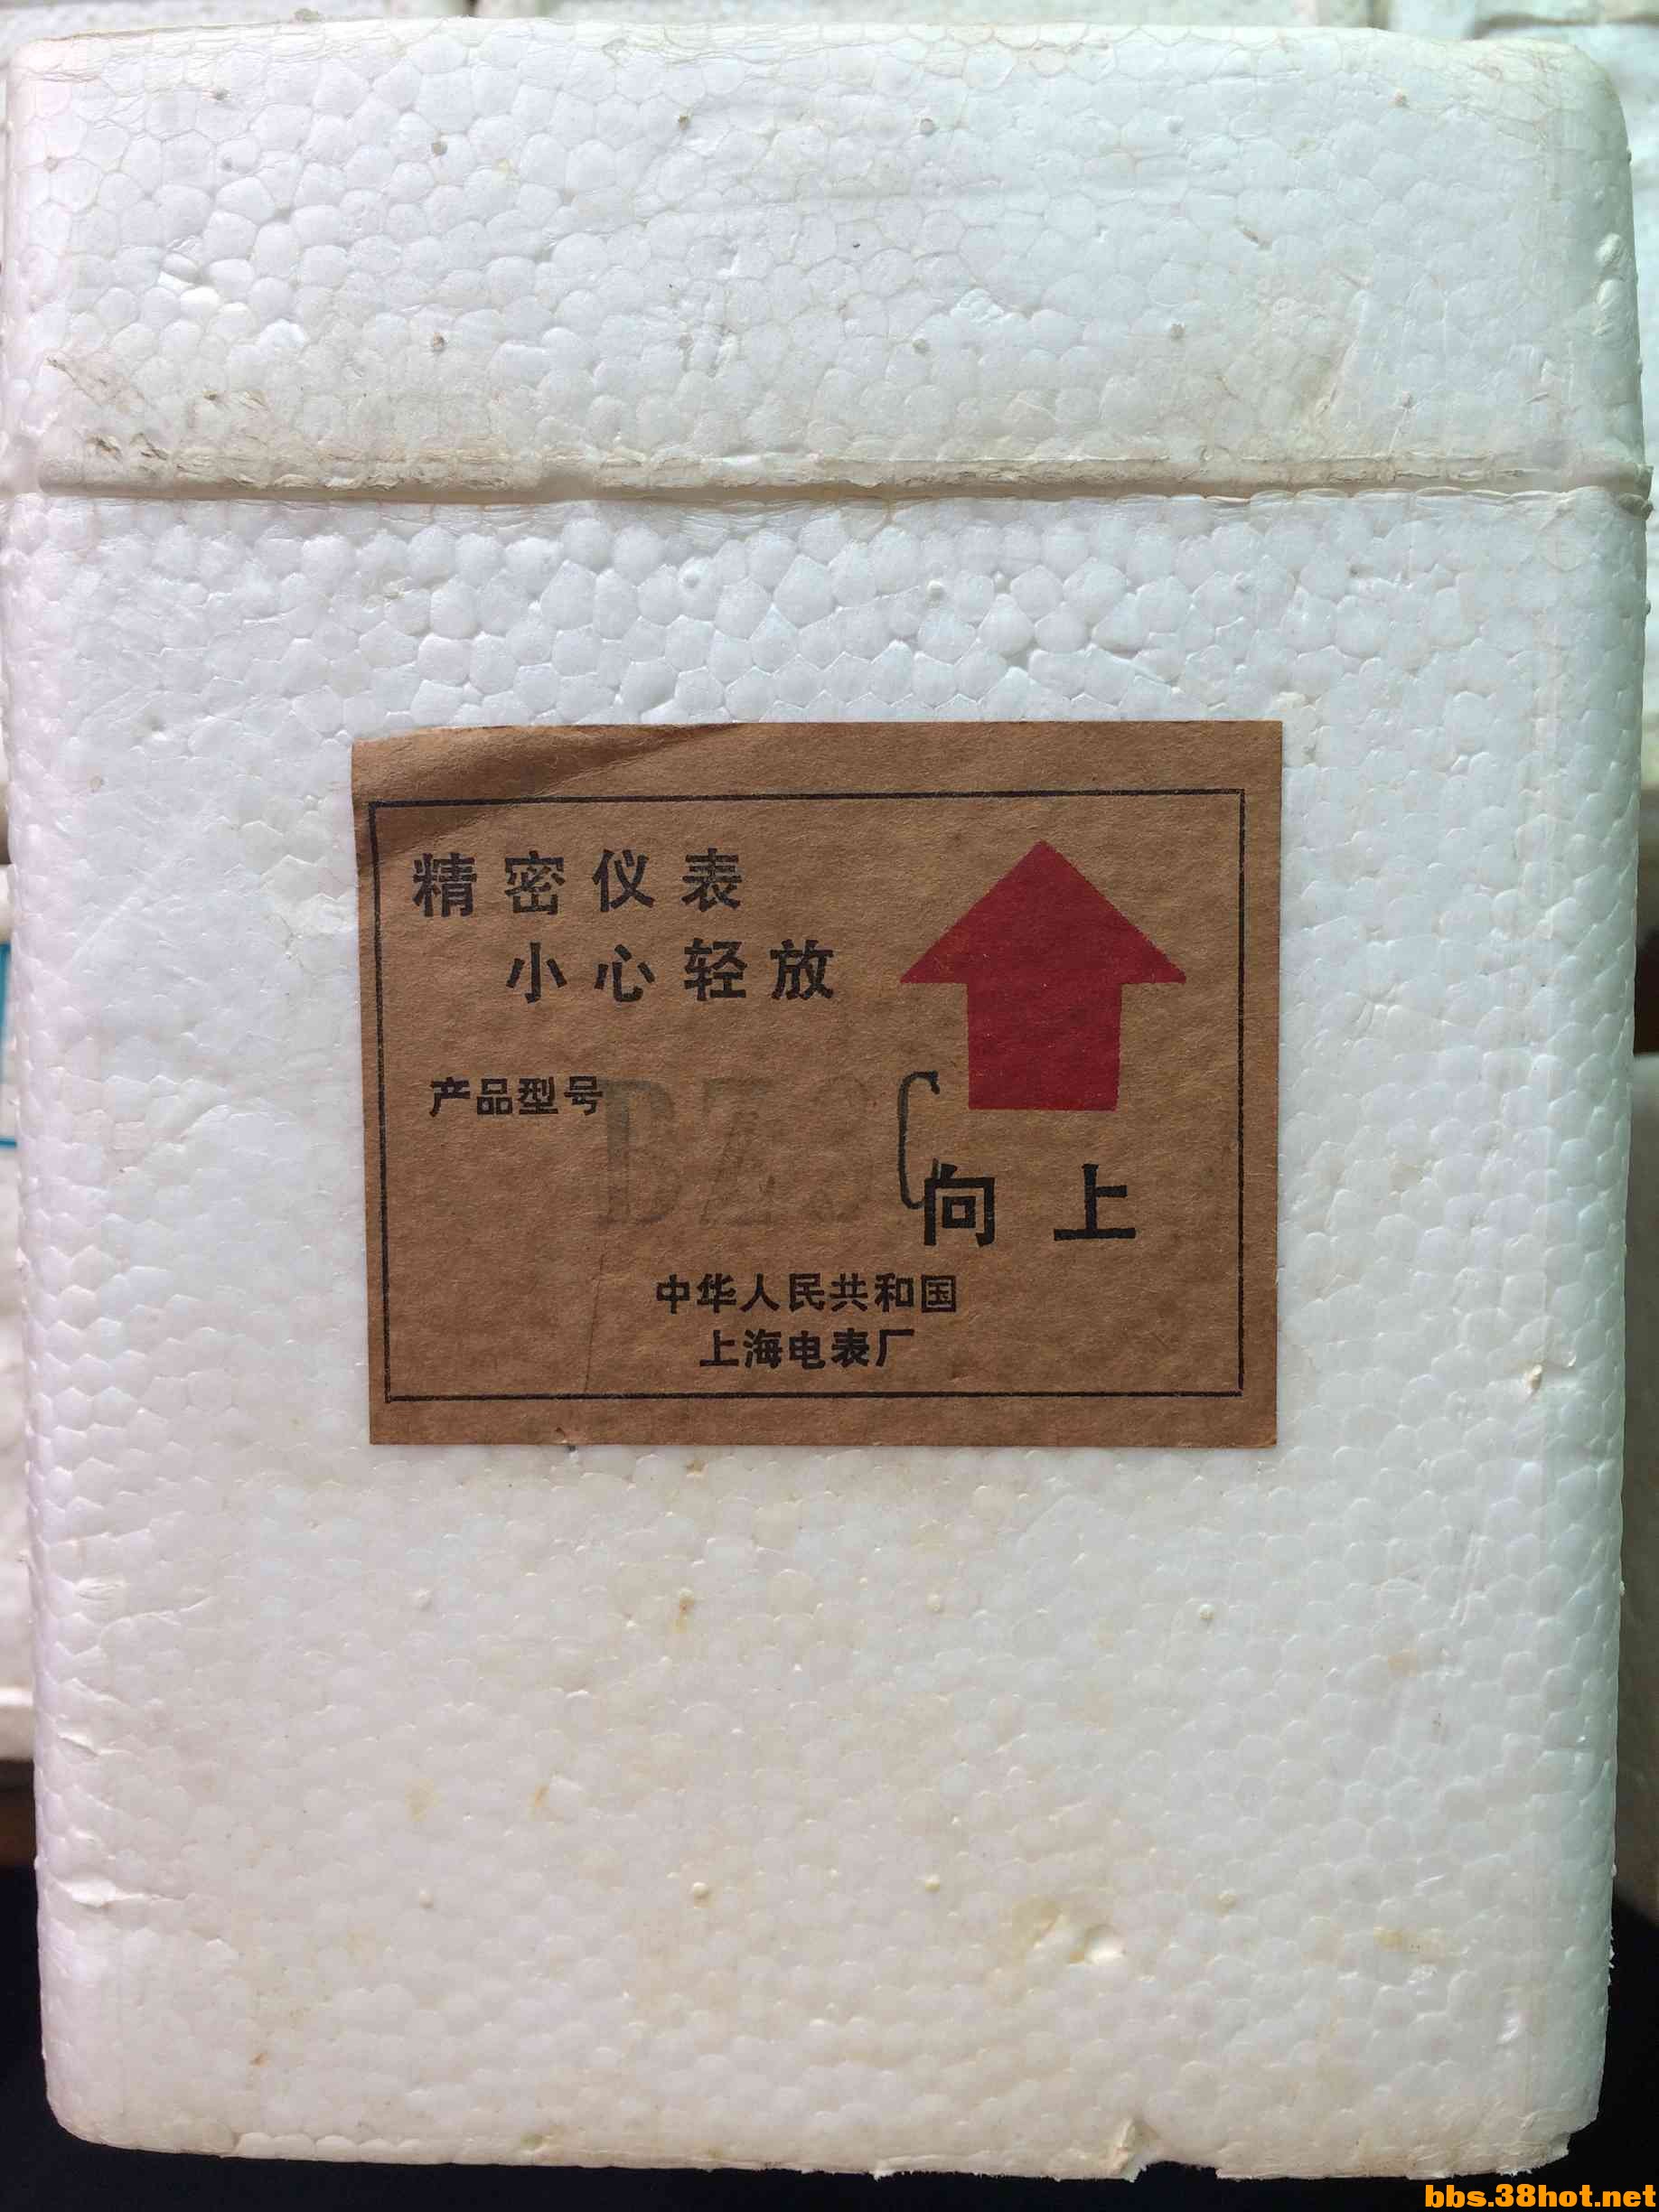 精密仪表
小心轻放
产品型号 BZ3C
向上
中华人民共和国
上海电表厂
bbs.38hot.net